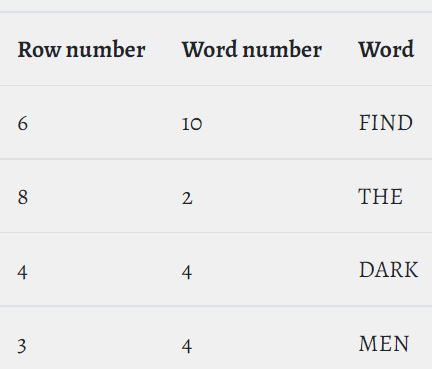 Row number Word number Word
6 10 FIND
8 2 THE
4 4 DARK
3 4 MEN